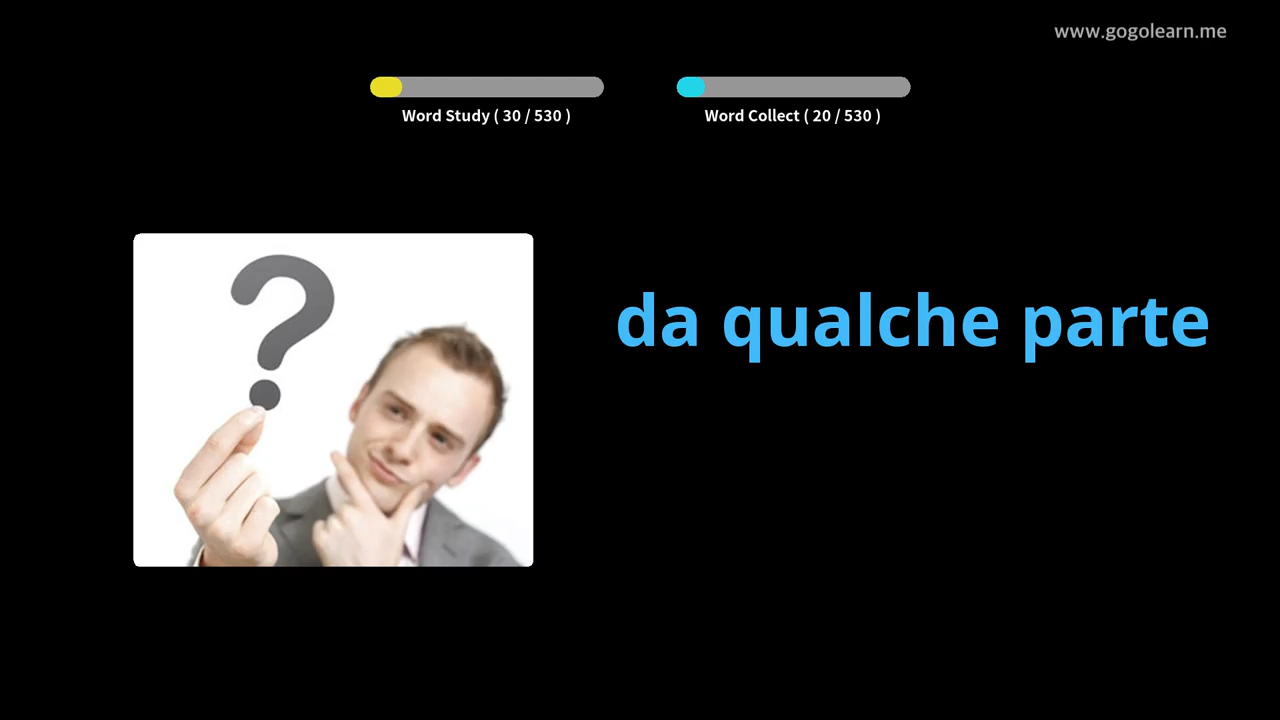 www.gogolearn.me
Word Study ( 30 / 530 )
Word Collect ( 20 / 530 )
?
da qualche parte